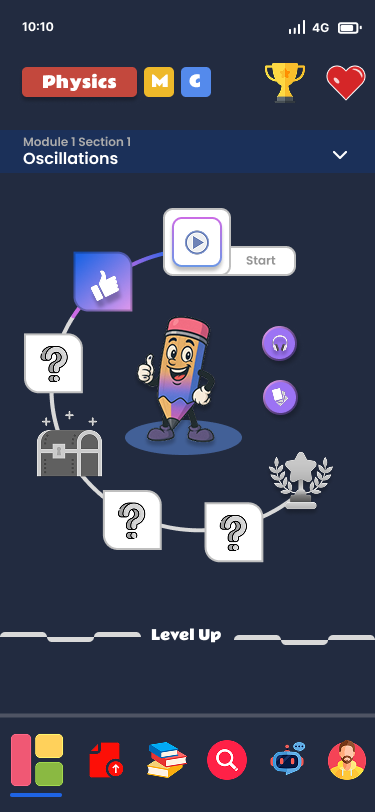 10:10
4G
Physics M C
Module 1 Section 1
Oscillations
Start
?
?
?
Level Up